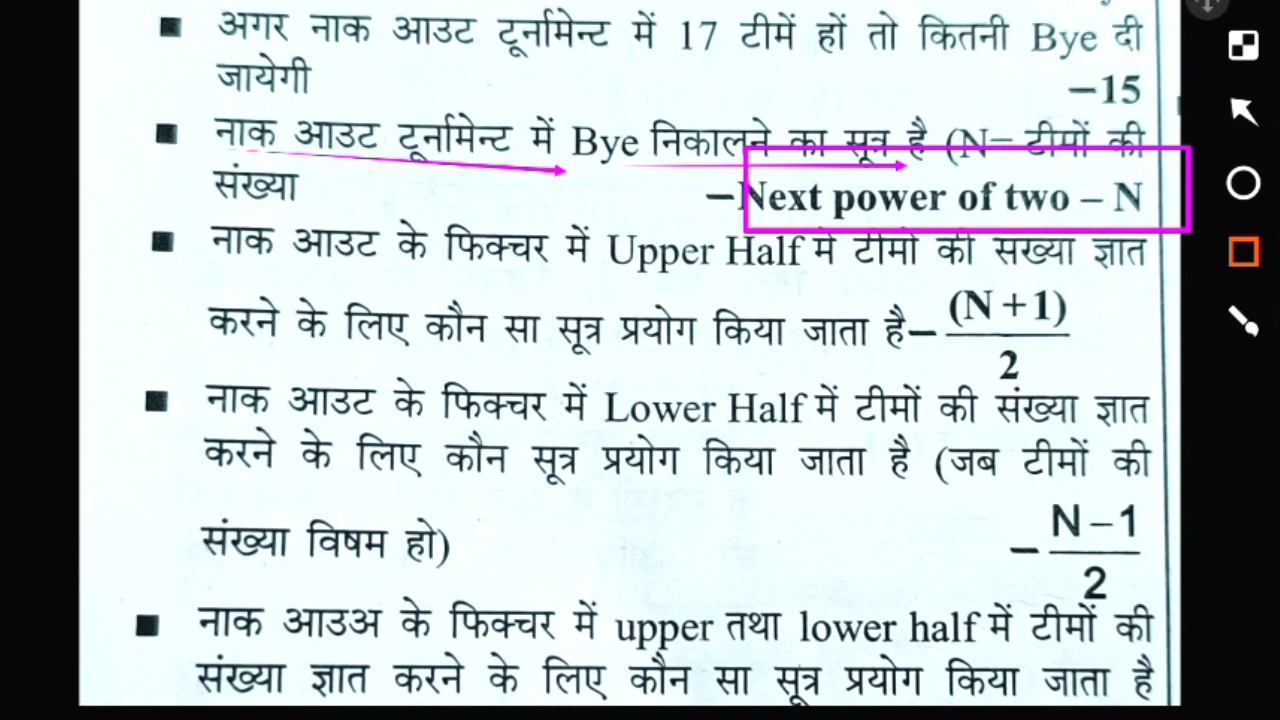 ▪ अगर नाक आउट टूर्नामेन्ट में 17 टीमें हों तो कितनी Bye दी
जायेगी –15
▪ नाक आउट टूर्नामेन्ट में Bye निकालने का सूत्र है (N– टीमों की
संख्या –Next power of two – N
▪ नाक आउट के फिक्चर में Upper Half में टीमों की संख्या ज्ञात
करने के लिए कौन सा सूत्र प्रयोग किया जाता है– (N+1)/2
▪ नाक आउट के फिक्चर में Lower Half में टीमों की संख्या ज्ञात
करने के लिए कौन सूत्र प्रयोग किया जाता है (जब टीमों की
संख्या विषम हो) – N–1/2
▪ नाक आउअ के फिक्चर में upper तथा lower half में टीमों की
संख्या ज्ञात करने के लिए कौन सा सूत्र प्रयोग किया जाता है